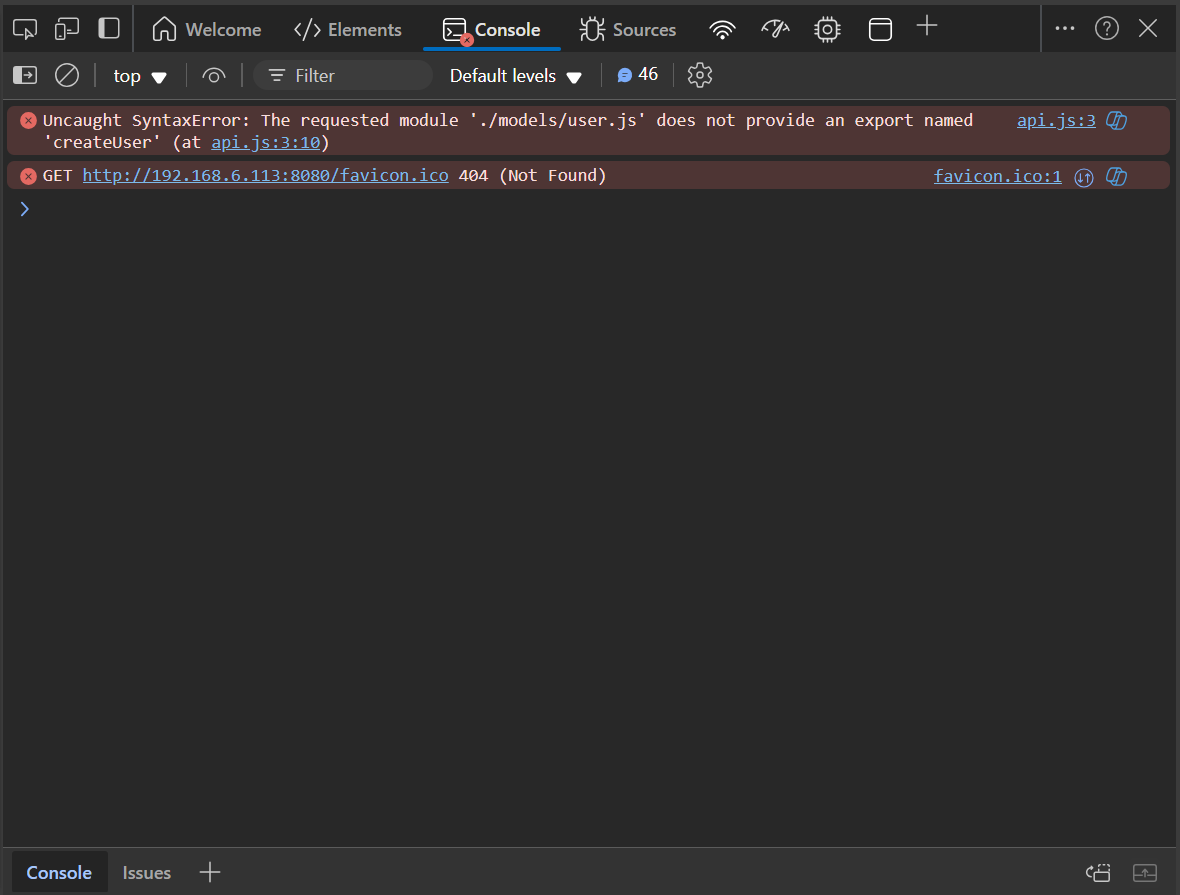 Welcome
Elements
Console
Sources
top
Filter
Default levels
46
Uncaught SyntaxError: The requested module './models/user.js' does not provide an export named
api.js:3
'createUser' (at api.js:3:10)
GET http://192.168.6.113:8080/favicon.ico 404 (Not Found)
favicon.ico:1
Console
Issues